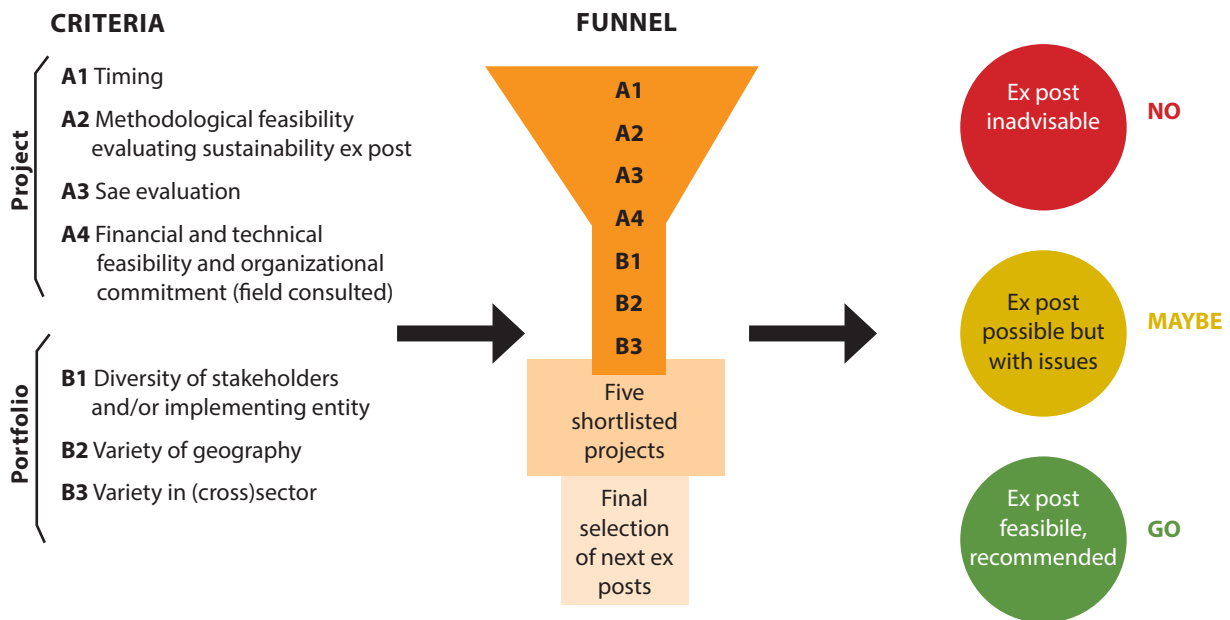 CRITERIA
Project
A1 Timing
A2 Methodological feasibility
evaluating sustainability ex post
A3 Sae evaluation
A4 Financial and technical
feasibility and organizational
commitment (field consulted)
Portfolio
B1 Diversity of stakeholders
and/or implementing entity
B2 Variety of geography
B3 Variety in (cross)sector
FUNNEL
A1
A2
A3
A4
B1
B2
B3
Five
shortlisted
projects
Final
selection
of next ex
posts
Ex post
inadvisable
NO
Ex post
possible but
with issues
MAYBE
Ex post
feasibile,
recommended
GO